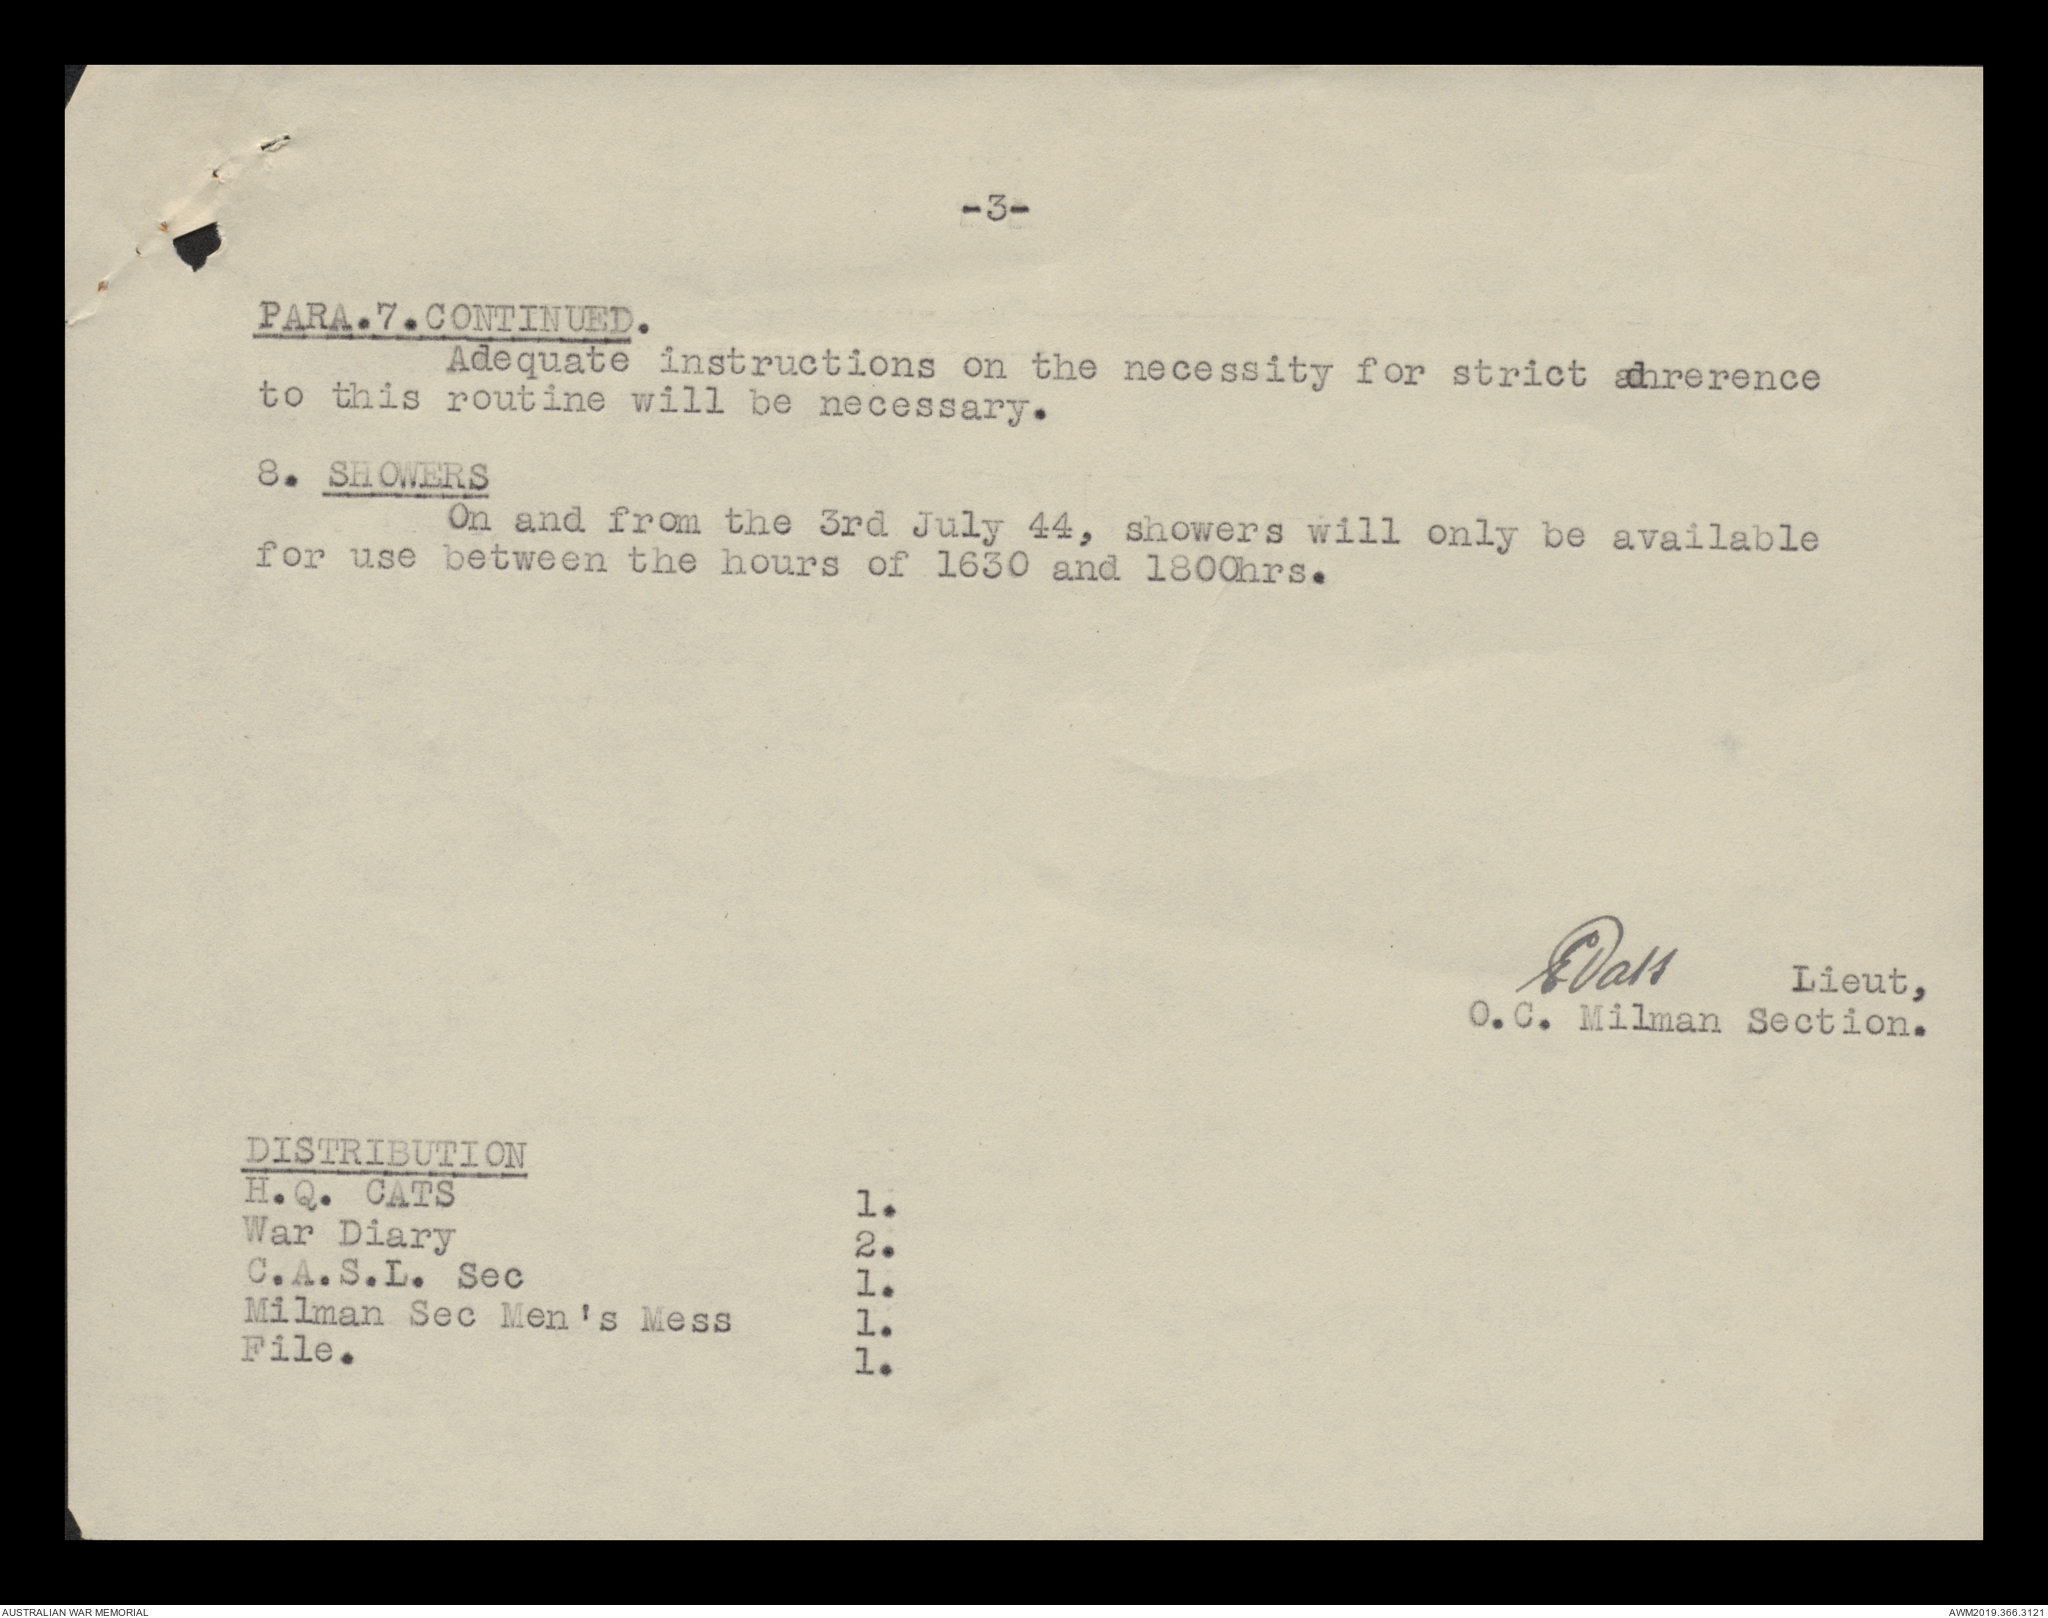 -3-
PARA.7.CONTINUED.
Adequate instructions on the necessity for strict adhrerence
to this routine will be necessary.
8. SHOWERS
On and from the 3rd July 44, showers will only be available
for use between the hours of 1630 and 1800hrs.
Lieut,
O.C. Milman Section.
DISTRIBUTION
H.Q. CATS 1.
War Diary 2.
C.A.S.L. Sec 1.
Milman Sec Men's Mess 1.
File. 1.
AUSTRALIAN WAR MEMORIAL
AWM2019.366.3121